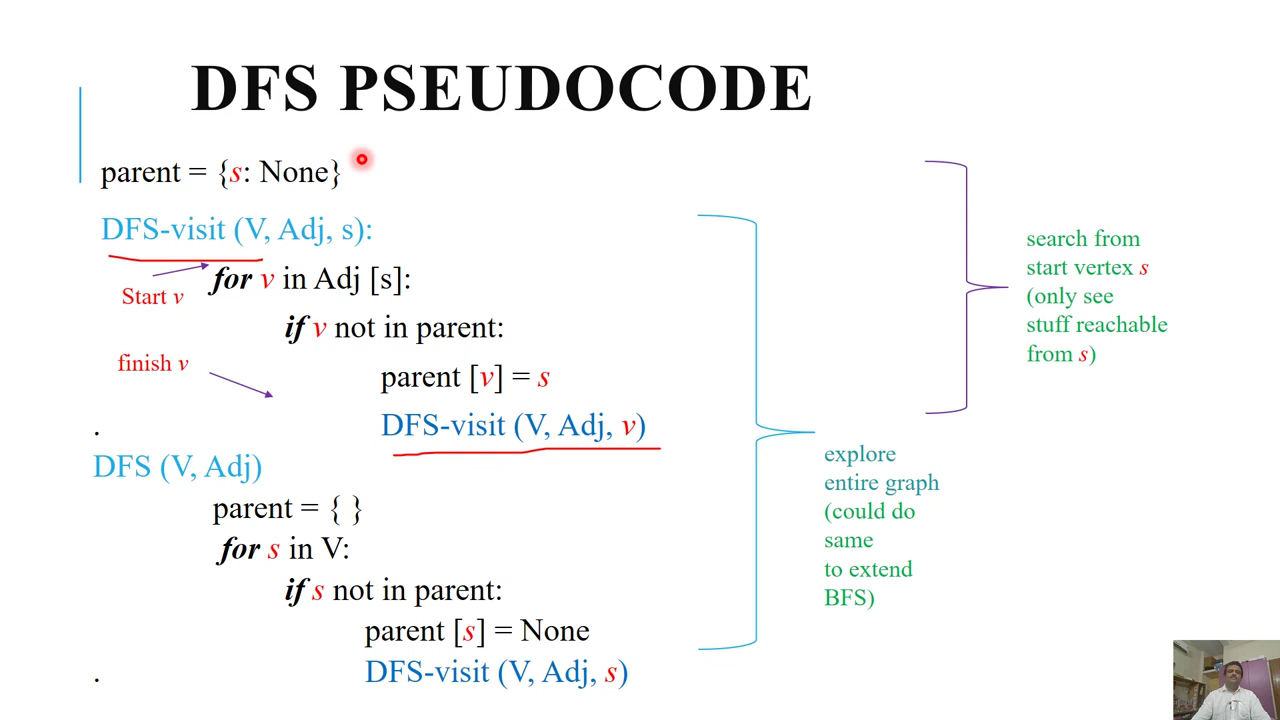 DFS PSEUDOCODE
parent = {s: None}
DFS-visit (V, Adj, s):
for v in Adj [s]:
Start v
if v not in parent:
finish v
parent [v] = s
DFS-visit (V, Adj, v)
.
DFS (V, Adj)
parent = { }
for s in V:
if s not in parent:
parent [s] = None
DFS-visit (V, Adj, s)
.
search from
start vertex s
(only see
stuff reachable
from s)
explore
entire graph
(could do
same
to extend
BFS)